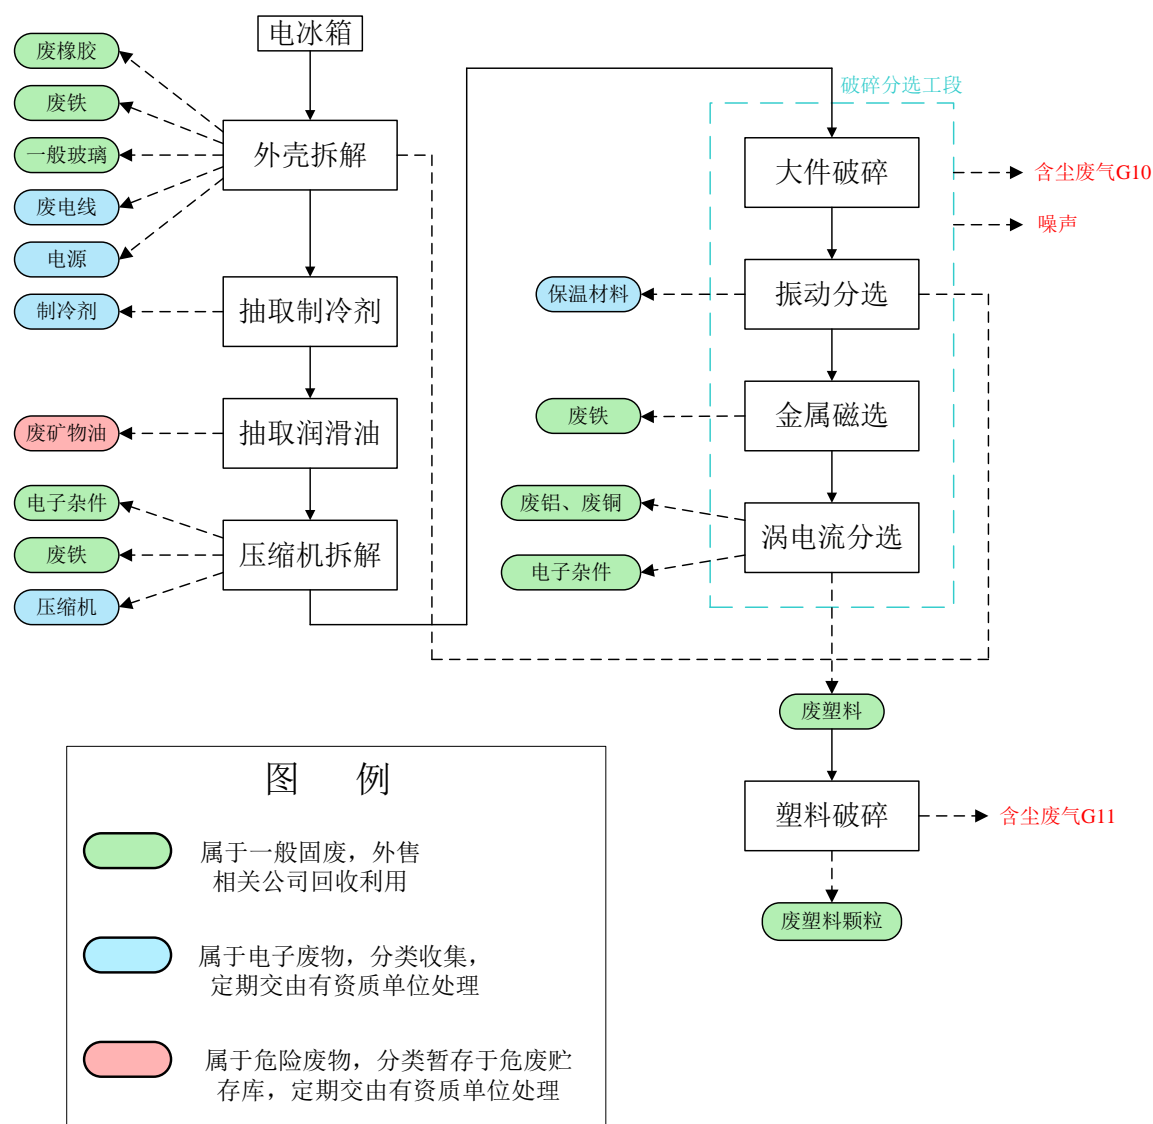 电冰箱
废橡胶
废铁
一般玻璃
废电线
电源
外壳拆解
制冷剂
抽取制冷剂
废矿物油
抽取润滑油
电子杂件
废铁
压缩机
压缩机拆解
破碎分选工段
大件破碎
含尘废气G10
噪声
保温材料
振动分选
废铁
金属磁选
废铝、废铜
电子杂件
涡电流分选
废塑料
塑料破碎
含尘废气G11
废塑料颗粒
图 例
属于一般固废，外售
相关公司回收利用
属于电子废物，分类收集，
定期交由有资质单位处理
属于危险废物，分类暂存于危废贮
存库，定期交由有资质单位处理